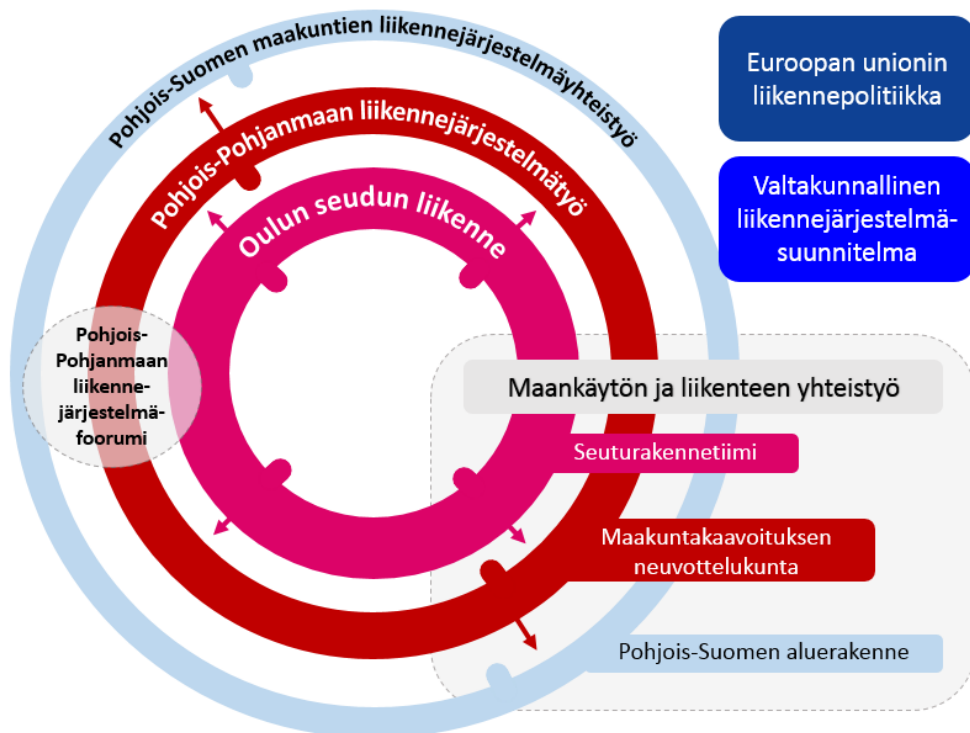 Pohjois-Suomen maakuntien liikennejärjestelmäyhteistyö
Pohjois-Pohjanmaan liikennejärjestelmätyö
Oulun seudun liikenne
Euroopan unionin
liikennepolitiikka
Valtakunnallinen
liikennejärjestelmä-
suunnitelma
Pohjois-
Pohjanmaan
liikenne-
järjestelmä-
foorumi
Maankäytön ja liikenteen yhteistyö
Seuturakennetiimi
Maakuntakaavoituksen
neuvottelukunta
Pohjois-Suomen aluerakenne